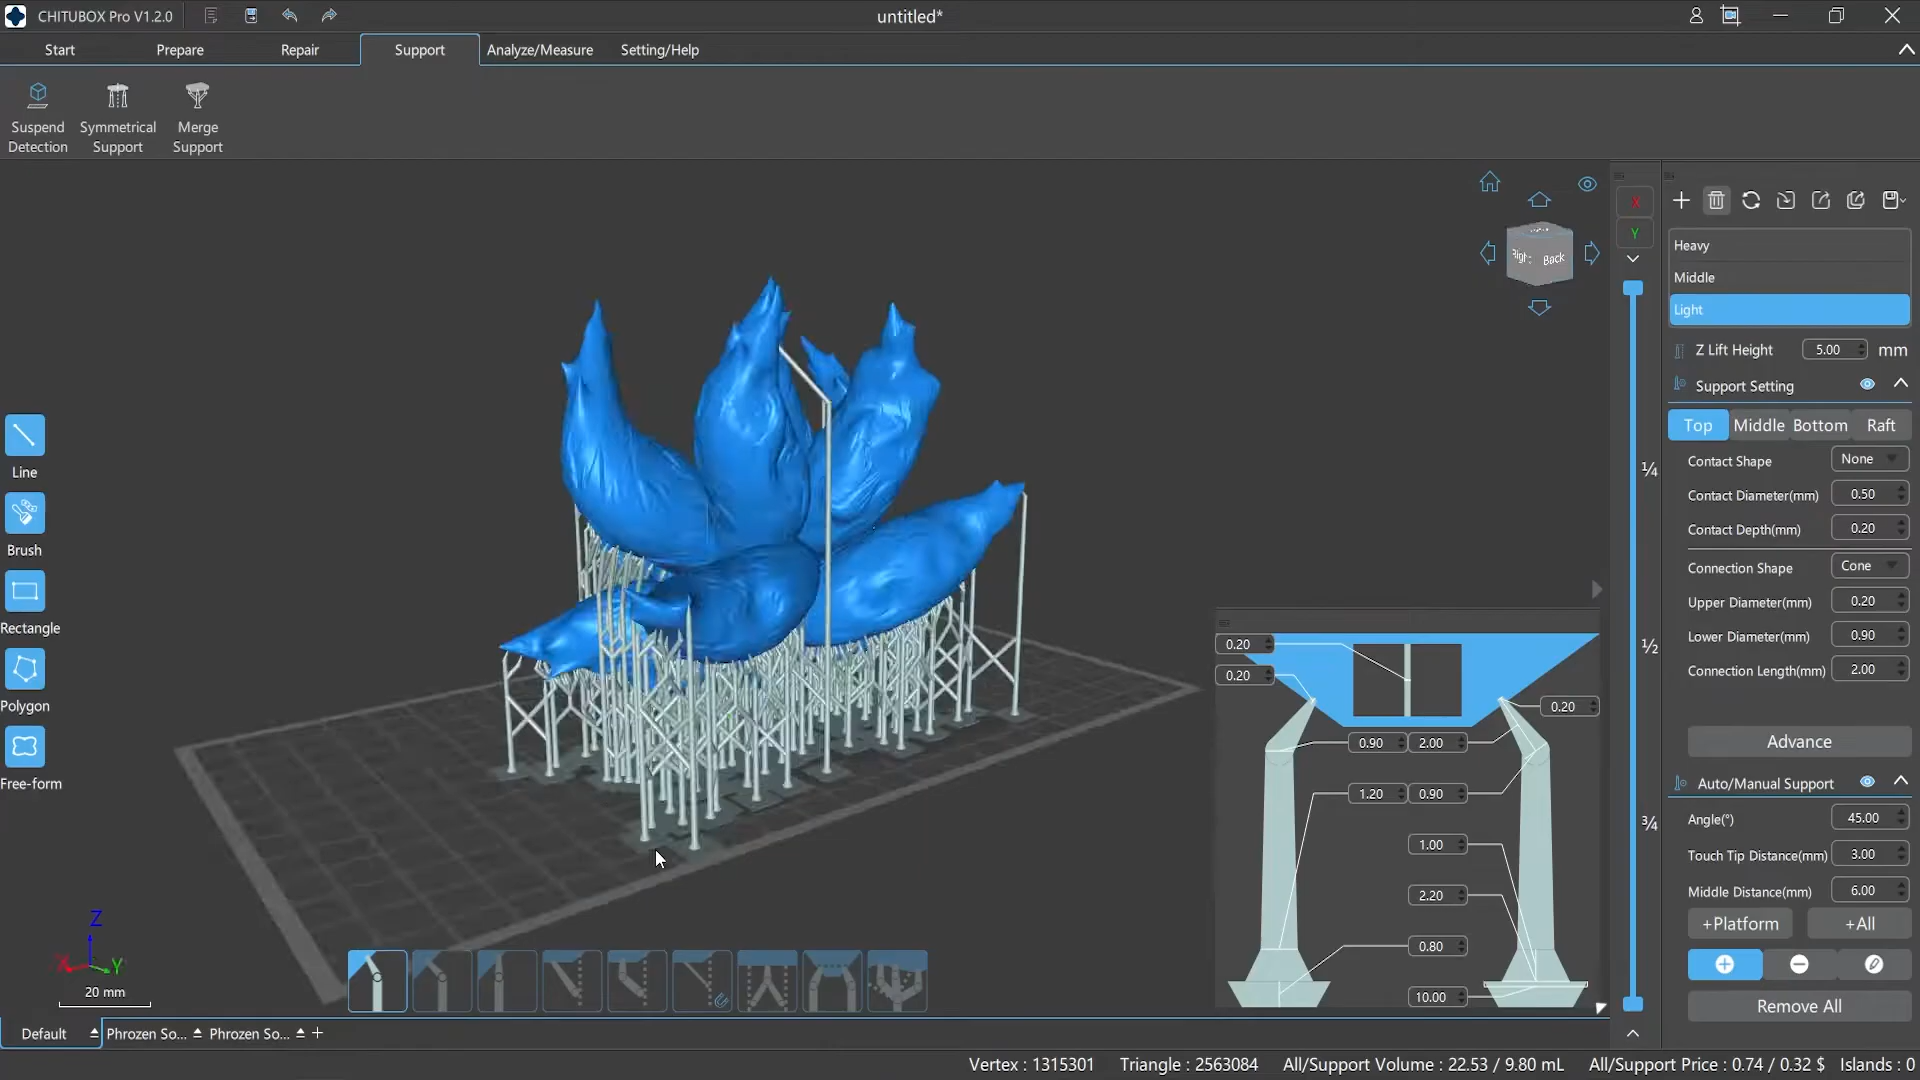 CHITUBOX Pro V1.2.0
untitled*
Start
Prepare
Repair
Support
Analyze/Measure
Setting/Help
Suspend
Detection
Symmetrical
Support
Merge
Support
Right
Back
X
Y
Heavy
Middle
Light
Z Lift Height
5.00
mm
Support Setting
Top
Middle
Bottom
Raft
Contact Shape
None
Contact Diameter(mm)
0.50
Contact Depth(mm)
0.20
Connection Shape
Cone
Upper Diameter(mm)
0.20
Lower Diameter(mm)
0.90
Connection Length(mm)
2.00
Advance
Auto/Manual Support
Angle(°)
45.00
Touch Tip Distance(mm)
3.00
Middle Distance(mm)
6.00
+Platform
+All
Remove All
Line
Brush
Rectangle
Polygon
Free-form
¼
½
¾
0.20
0.20
0.20
0.90
2.00
1.20
0.90
1.00
2.20
0.80
10.00
Z
X
Y
20 mm
Default
Phrozen So...
Phrozen So...
Vertex : 1315301
Triangle : 2563084
All/Support Volume : 22.53 / 9.80 mL
All/Support Price : 0.74 / 0.32 $
Islands : 0